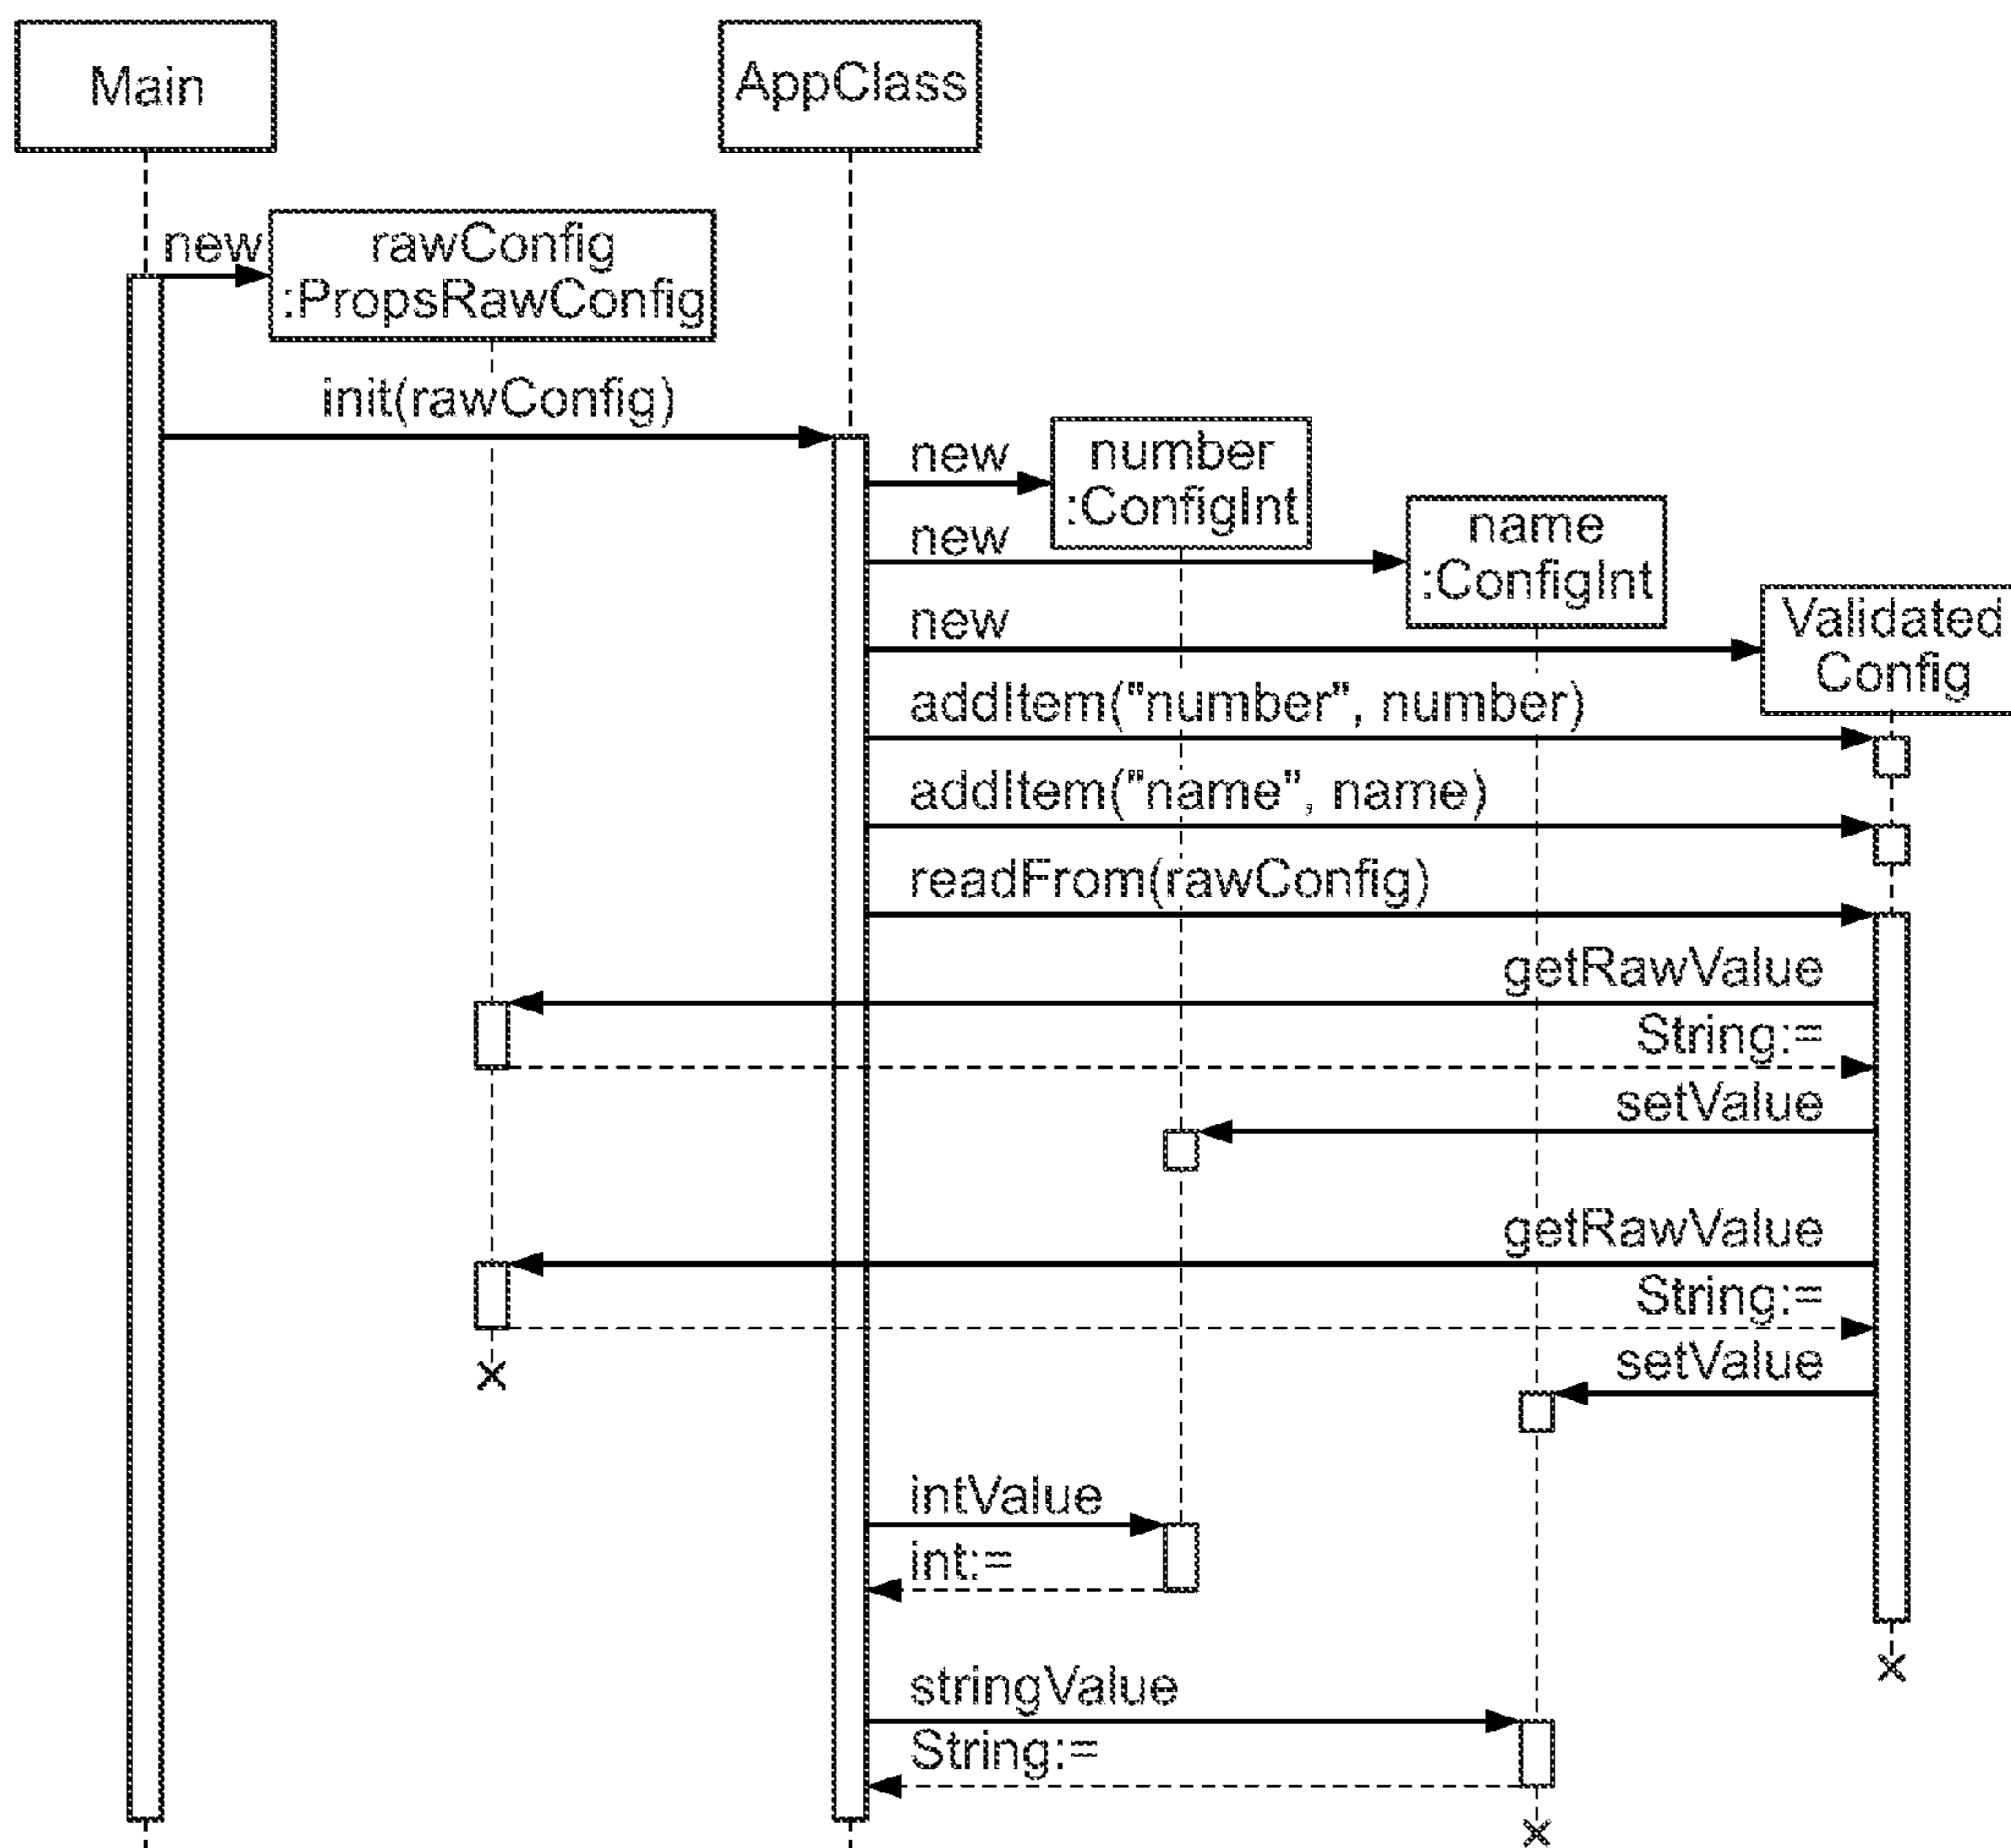 Main
AppClass
new
rawConfig
:PropsRawConfig
init(rawConfig)
new
number
:ConfigInt
new
name
:ConfigInt
new
Validated
Config
addItem("number", number)
addItem("name", name)
readFrom(rawConfig)
getRawValue
String:=
setValue
getRawValue
String:=
setValue
intValue
int:=
stringValue
String:=